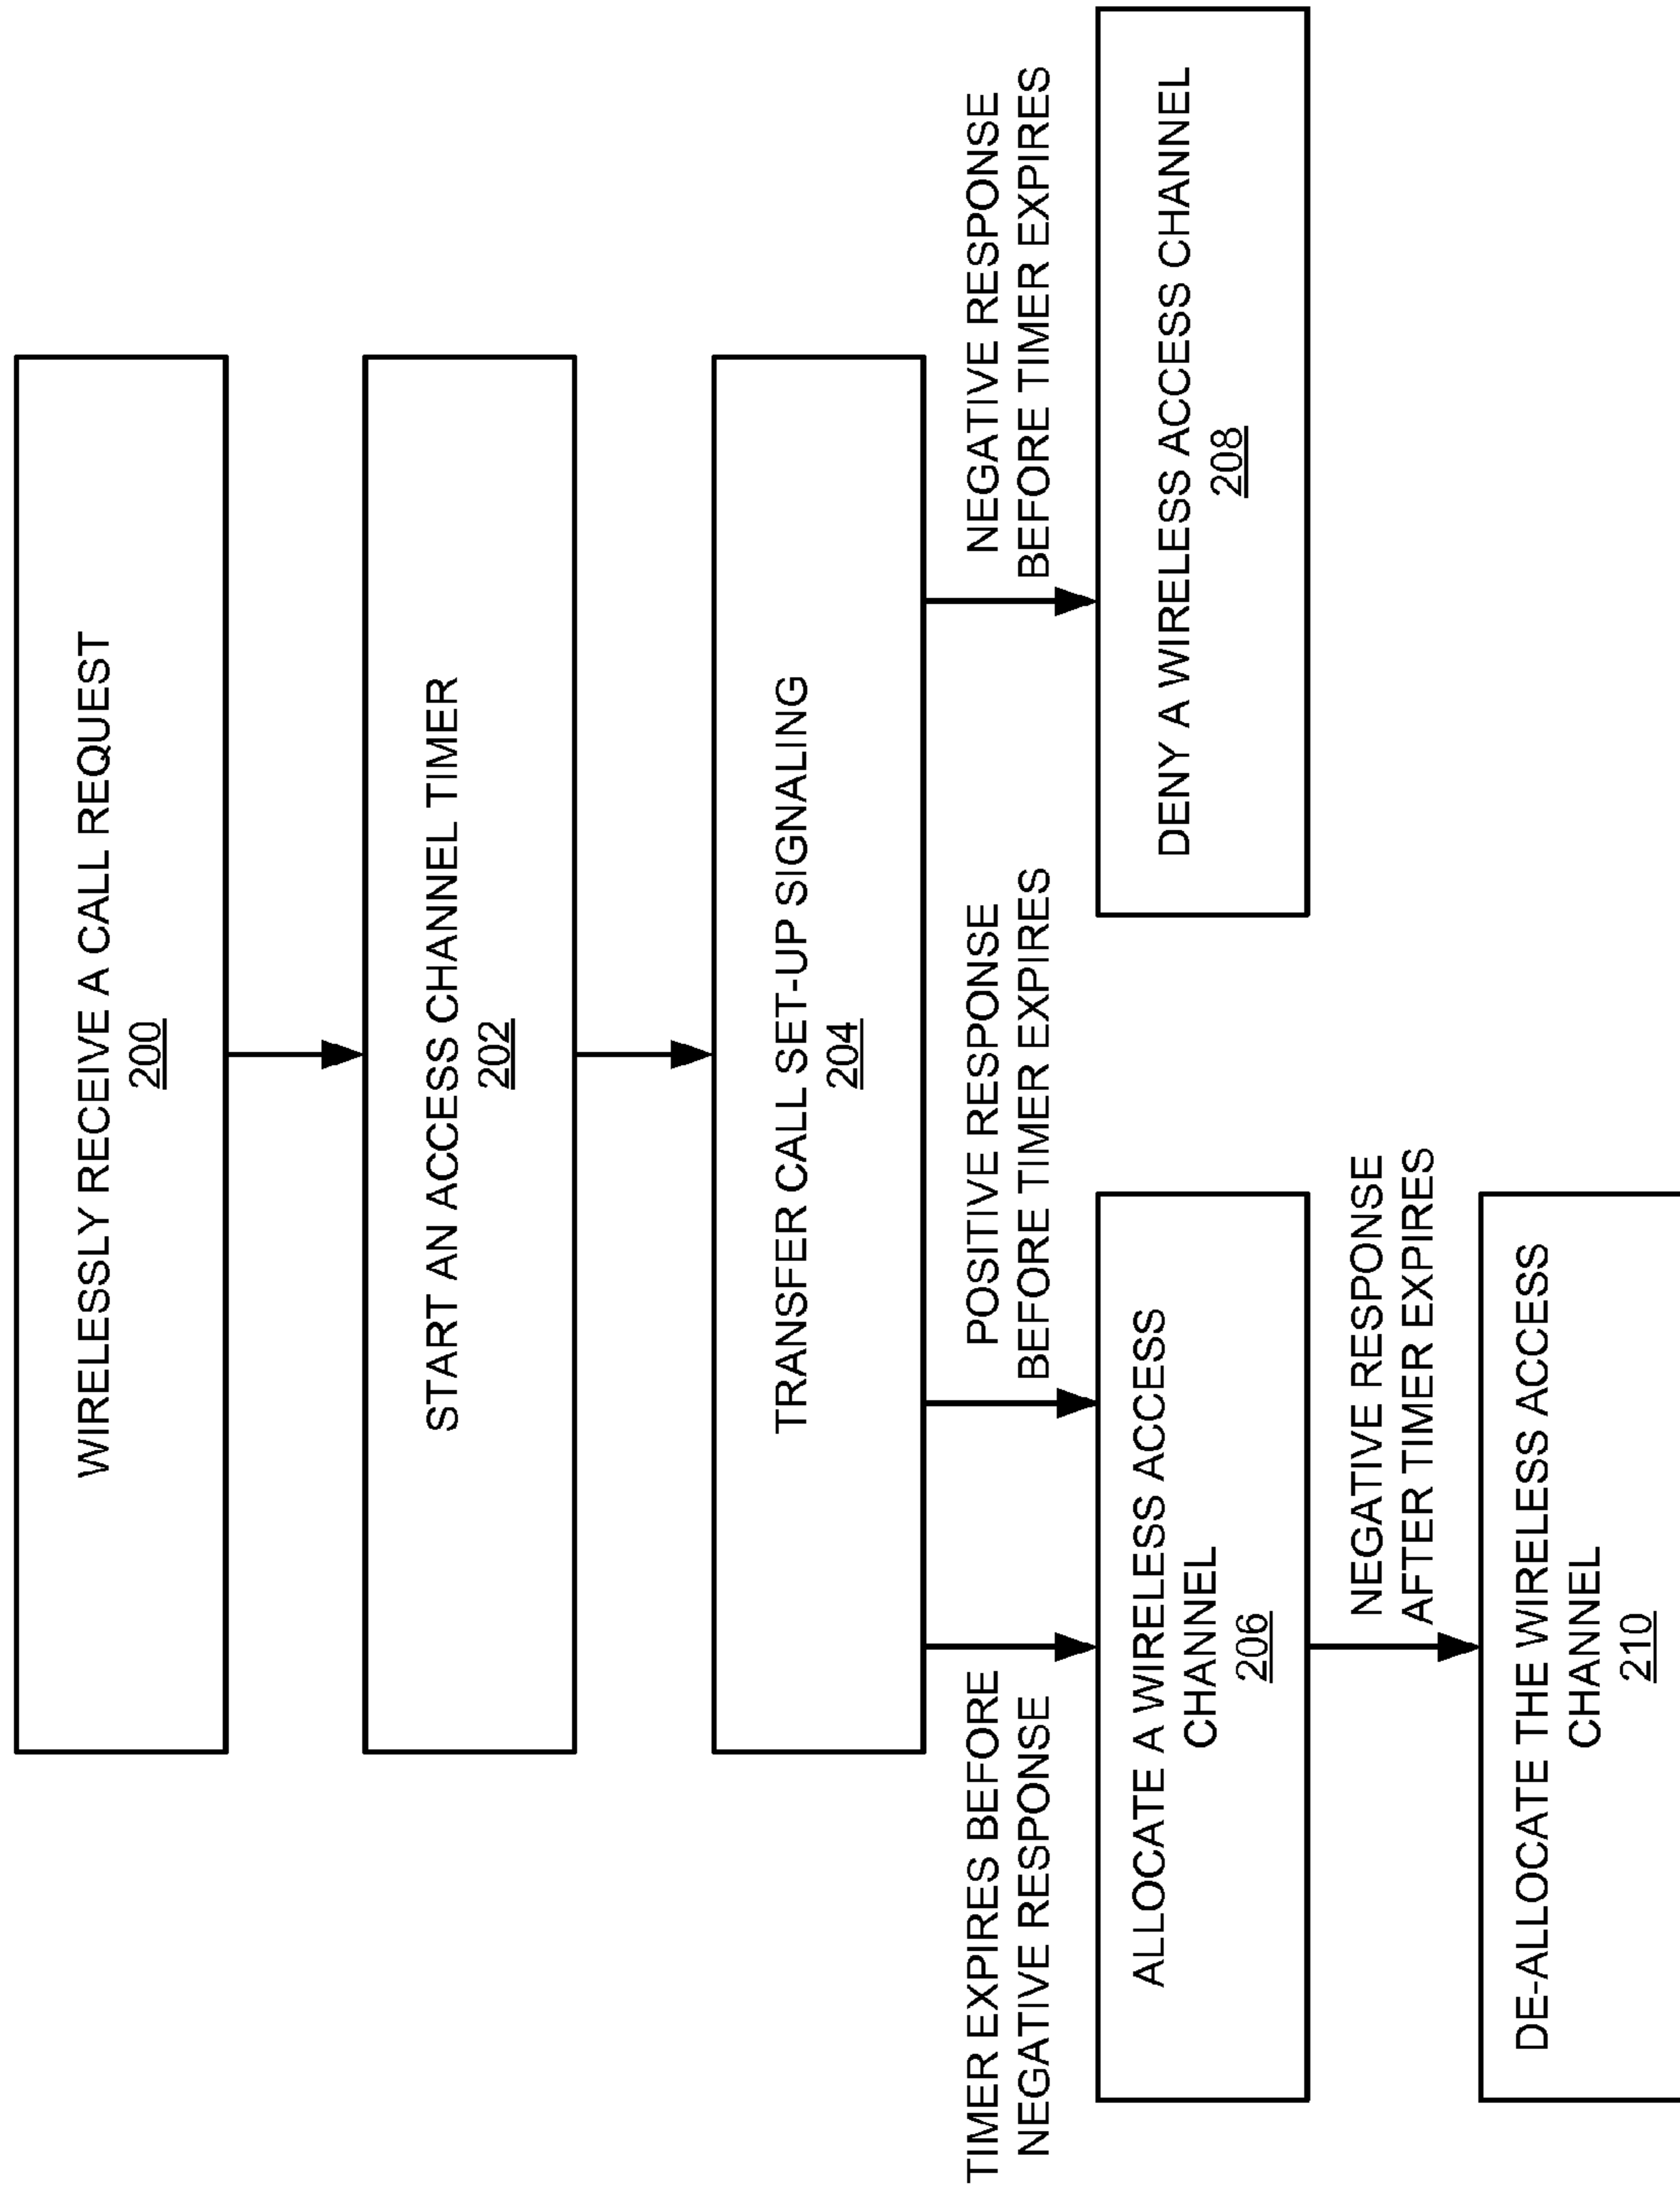 WIRELESSLY RECEIVE A CALL REQUEST
200
START AN ACCESS CHANNEL TIMER
202
TRANSFER CALL SET-UP SIGNALING
204
TIMER EXPIRES BEFORE
NEGATIVE RESPONSE
POSITIVE RESPONSE
BEFORE TIMER EXPIRES
NEGATIVE RESPONSE
BEFORE TIMER EXPIRES
ALLOCATE A WIRELESS ACCESS
CHANNEL
206
DENY A WIRELESS ACCESS CHANNEL
208
NEGATIVE RESPONSE
AFTER TIMER EXPIRES
DE-ALLOCATE THE WIRELESS ACCESS
CHANNEL
210